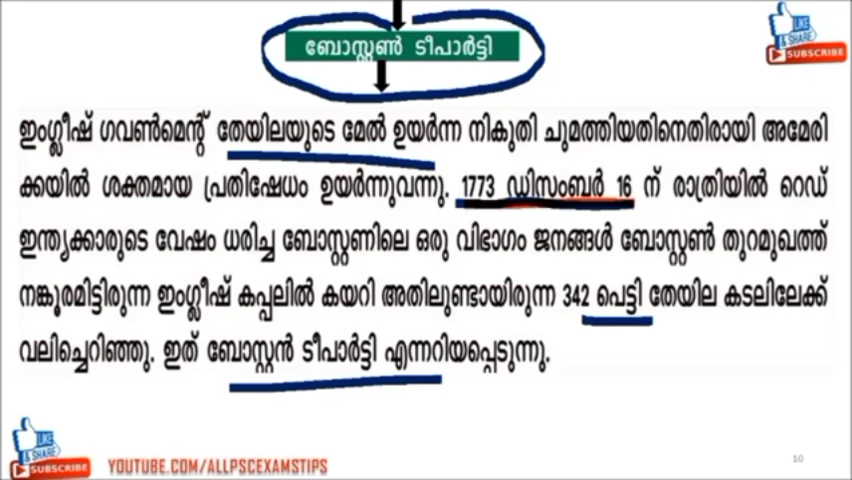 ബോസ്റ്റൺ ടീപാർട്ടി
LIKE
& SHARE
SUBSCRIBE
ഇംഗ്ലീഷ് ഗവൺമെന്റ് തേയിലയുടെ മേൽ ഉയർന്ന നികുതി ചുമത്തിയതിനെതിരായി അമേരി
ക്കയിൽ ശക്തമായ പ്രതിഷേധം ഉയർന്നുവന്നു. 1773 ഡിസംബർ 16 ന് രാത്രിയിൽ റെഡ്
ഇന്ത്യക്കാരുടെ വേഷം ധരിച്ച ബോസ്റ്റണിലെ ഒരു വിഭാഗം ജനങ്ങൾ ബോസ്റ്റൺ തുറമുഖത്ത്
നങ്കൂരമിട്ടിരുന്ന ഇംഗ്ലീഷ് കപ്പലിൽ കയറി അതിലുണ്ടായിരുന്ന 342 പെട്ടി തേയില കടലിലേക്ക്
വലിച്ചെറിഞ്ഞു. ഇത് ബോസ്റ്റൻ ടീപാർട്ടി എന്നറിയപ്പെടുന്നു.
LIKE
& SHARE
SUBSCRIBE
YOUTUBE.COM/ALLPSCEXAMSTIPS
10